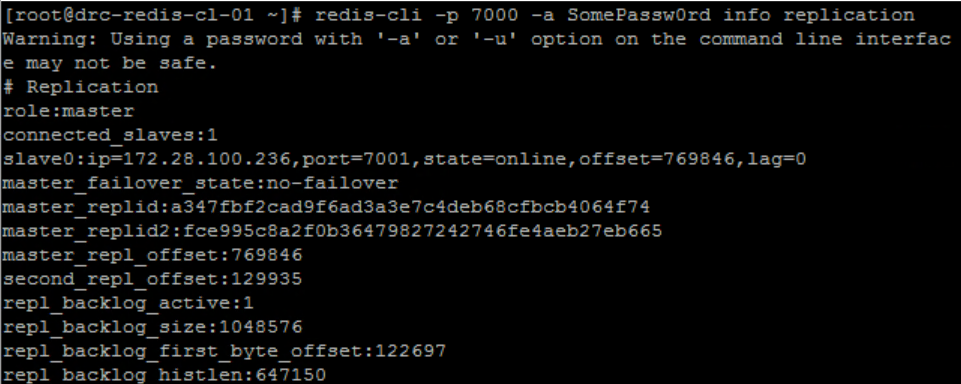 [root@drc-redis-cl-01 ~]# redis-cli -p 7000 -a SomePassw0rd info replication
Warning: Using a password with '-a' or '-u' option on the command line interfac
e may not be safe.
# Replication
role:master
connected_slaves:1
slave0:ip=172.28.100.236,port=7001,state=online,offset=769846,lag=0
master_failover_state:no-failover
master_replid:a347fbf2cad9f6ad3a3e7c4deb68cfbcb4064f74
master_replid2:fce995c8a2f0b36479827242746fe4aeb27eb665
master_repl_offset:769846
second_repl_offset:129935
repl_backlog_active:1
repl_backlog_size:1048576
repl_backlog_first_byte_offset:122697
repl_backlog_histlen:647150